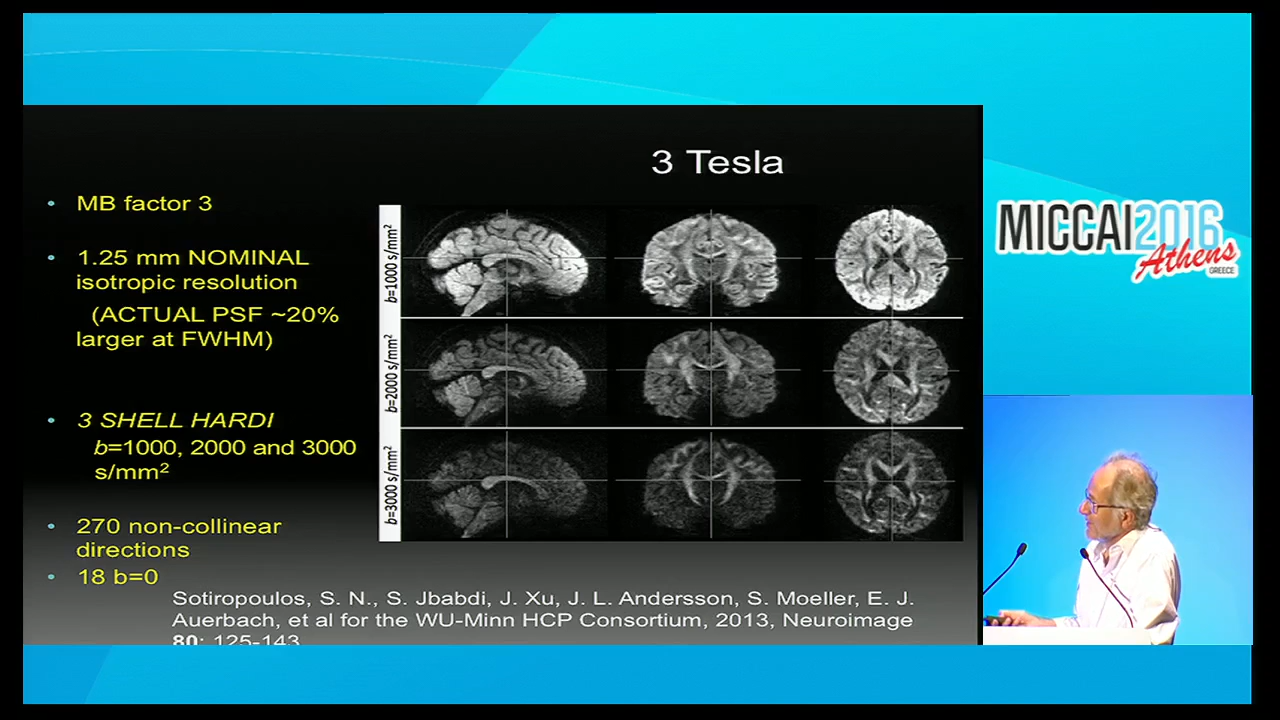 3 Tesla
• MB factor 3
• 1.25 mm NOMINAL
isotropic resolution
(ACTUAL PSF ~20%
larger at FWHM)
• 3 SHELL HARDI
b=1000, 2000 and 3000
s/mm²
• 270 non-collinear
directions
• 18 b=0
b=1000 s/mm²
b=2000 s/mm²
b=3000 s/mm²
Sotiropoulos, S. N., S. Jbabdi, J. Xu, J. L. Andersson, S. Moeller, E. J.
Auerbach, et al for the WU-Minn HCP Consortium, 2013, Neuroimage
80: 125-143
MICCAI2016
Athens
GREECE